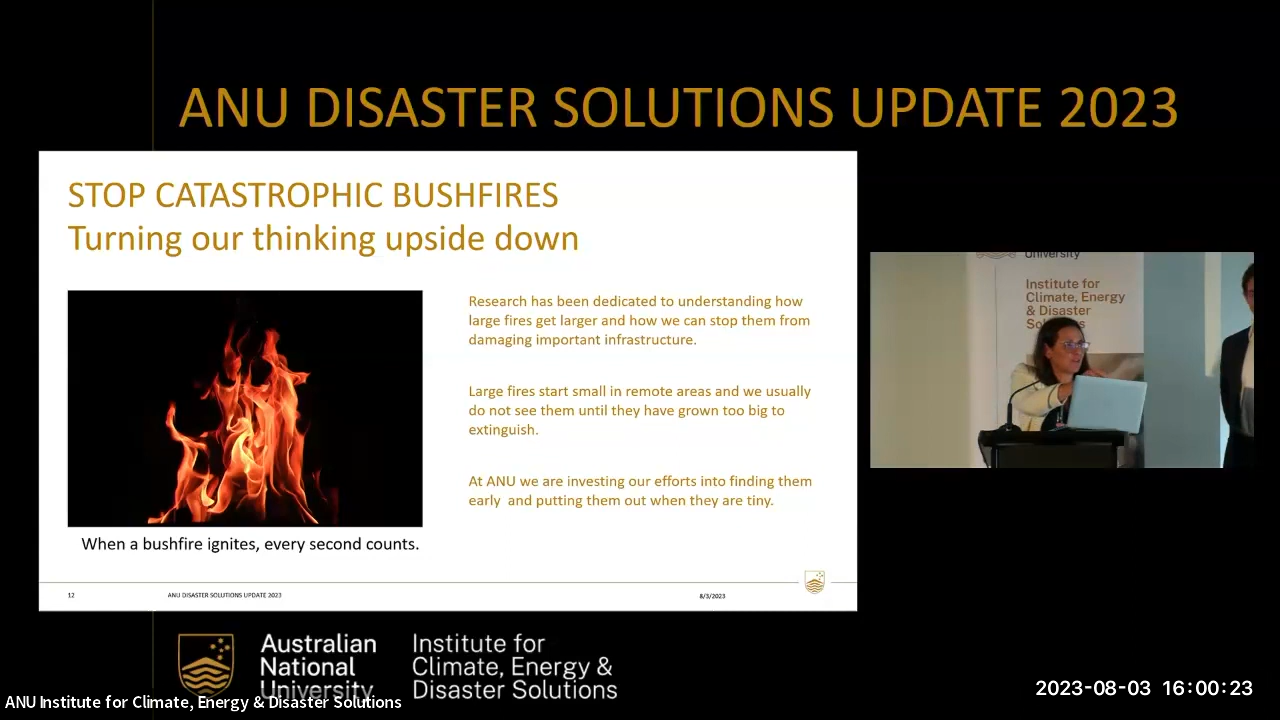 ANU DISASTER SOLUTIONS UPDATE 2023
STOP CATASTROPHIC BUSHFIRES
Turning our thinking upside down
Research has been dedicated to understanding how
large fires get larger and how we can stop them from
damaging important infrastructure.
Large fires start small in remote areas and we usually
do not see them until they have grown too big to
extinguish.
At ANU we are investing our efforts into finding them
early  and putting them out when they are tiny.
When a bushfire ignites, every second counts.
12
ANU DISASTER SOLUTIONS UPDATE 2023
8/3/2023
University
Institute for
Climate, Energy
& Disaster
Australian
National
University
Institute for
Climate, Energy &
Disaster Solutions
ANU Institute for Climate, Energy & Disaster Solutions
2023-08-03 16:00:23